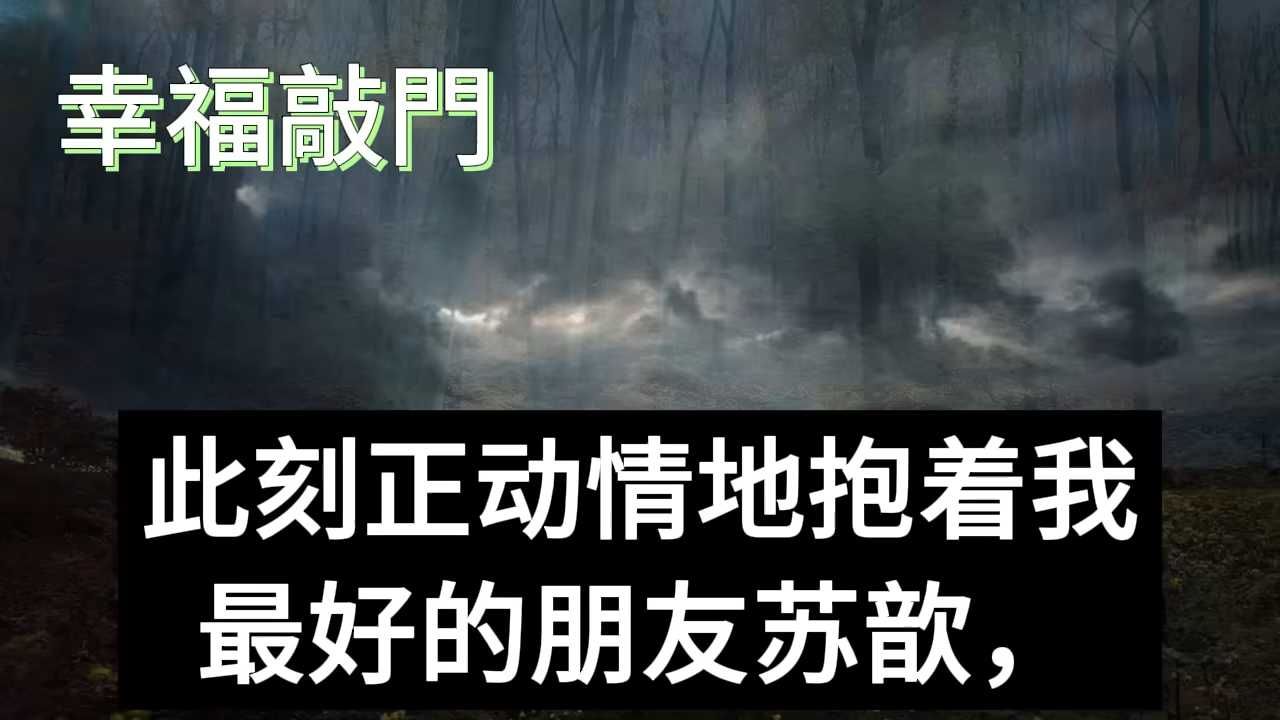 幸福敲門
此刻正动情地抱着我
最好的朋友苏歆，